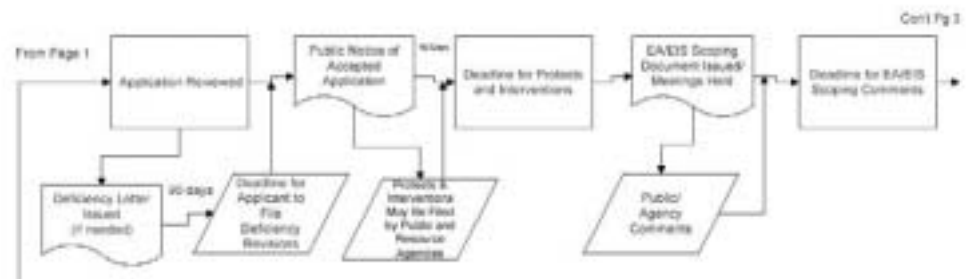 Con't Pg 3
From Page 1
Application Reviewed
Public Notice of
Accepted
Application
Deadline for Protests
and Interventions
EA/EIS Scoping
Document Issued/
Meetings Held
Deadline for EA/EIS
Scoping Comments
Deficiency Letter
Issued
(if needed)
90 days
Deadline for
Applicant to
File
Deficiency
Revisions
Protests &
Interventions
May Be Filed
by Public and
Resource
Agencies
Public/
Agency
Comments